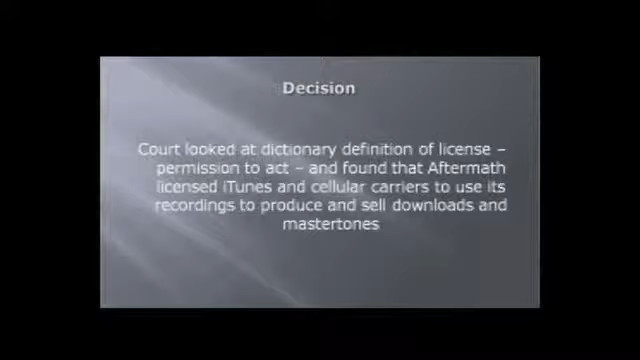 Decision
Court looked at dictionary definition of license –
permission to act – and found that Aftermath
licensed iTunes and cellular carriers to use its
recordings to produce and sell downloads and
mastertones